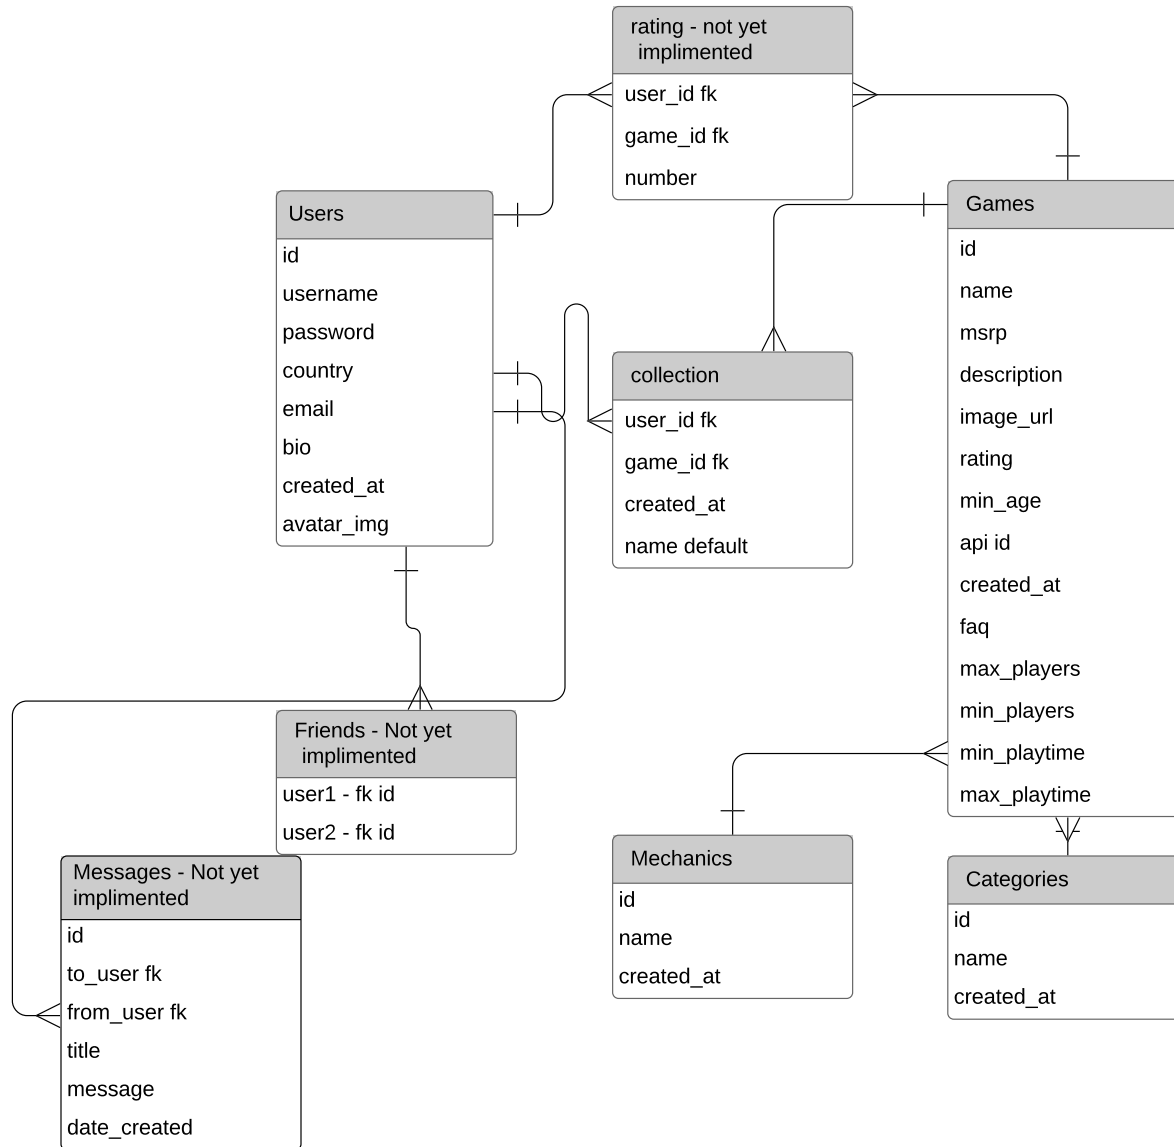 rating - not yet
implimented
user_id fk
game_id fk
number
Users
id
username
password
country
email
bio
created_at
avatar_img
collection
user_id fk
game_id fk
created_at
name default
Games
id
name
msrp
description
image_url
rating
min_age
api id
created_at
faq
max_players
min_players
min_playtime
max_playtime
Friends - Not yet
implimented
user1 - fk id
user2 - fk id
Messages - Not yet
implimented
id
to_user fk
from_user fk
title
message
date_created
Mechanics
id
name
created_at
Categories
id
name
created_at